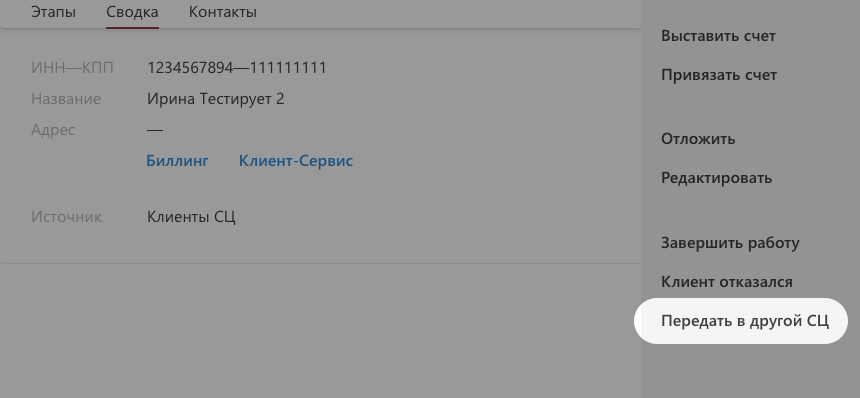 Этапы Сводка Контакты
ИНН—КПП 1234567894—111111111
Название Ирина Тестирует 2
Адрес —
Биллинг Клиент-Сервис
Источник Клиенты СЦ
Выставить счет
Привязать счет
Отложить
Редактировать
Завершить работу
Клиент отказался
Передать в другой СЦ